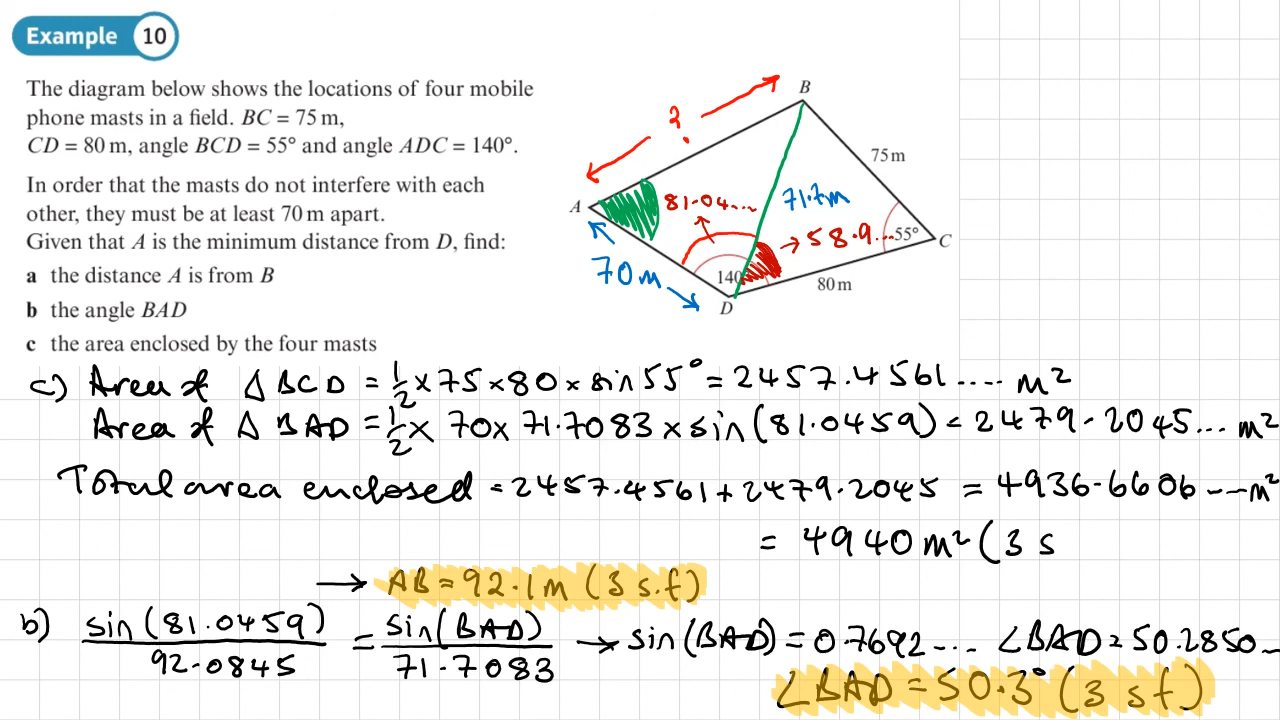 Example 10
The diagram below shows the locations of four mobile
phone masts in a field. BC = 75 m,
CD = 80 m, angle BCD = 55° and angle ADC = 140°.
In order that the masts do not interfere with each
other, they must be at least 70 m apart.
Given that A is the minimum distance from D, find:
a the distance A is from B
b the angle BAD
c the area enclosed by the four masts
?
B
75 m
A
81.04....
71.7m
→ 58.9...
55°
C
70m
140
80 m
D
c) Area of △ BCD = 1/2 × 75 × 80 × sin 55° = 2457.4561.... m²
Area of △ BAD = 1/2 × 70 × 71.7083 × sin(81.0459) = 2479.2045... m²
Total area enclosed = 2457.4561 + 2479.2045 = 4936.6606---m²
= 4940 m² (3 s
→ AB = 92.1m (3 s.f)
b) sin(81.0459)/92.0845 = sin(BAD)/71.7083 → sin(BAD) = 0.7692... ∠BAD = 50.2850...
∠BAD = 50.3° (3 sf)